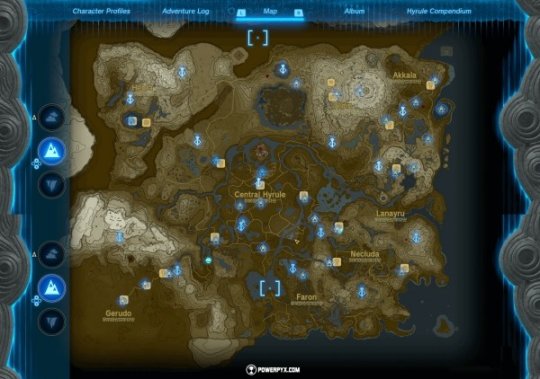 Character Profiles
Adventure Log
L
Map
R
Album
Hyrule Compendium
Akkala
Central Hyrule
Lanayru
Necluda
Faron
Gerudo
POWERPYX.COM